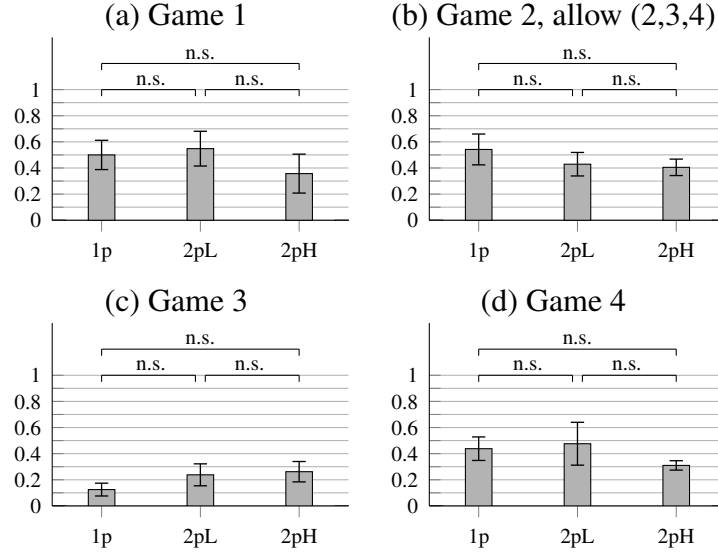 (a) Game 1
n.s.
n.s.
n.s.
1
0.8
0.6
0.4
0.2
0
1p
2pL
2pH
(b) Game 2, allow (2,3,4)
n.s.
n.s.
n.s.
1
0.8
0.6
0.4
0.2
0
1p
2pL
2pH
(c) Game 3
n.s.
n.s.
n.s.
1
0.8
0.6
0.4
0.2
0
1p
2pL
2pH
(d) Game 4
n.s.
n.s.
n.s.
1
0.8
0.6
0.4
0.2
0
1p
2pL
2pH